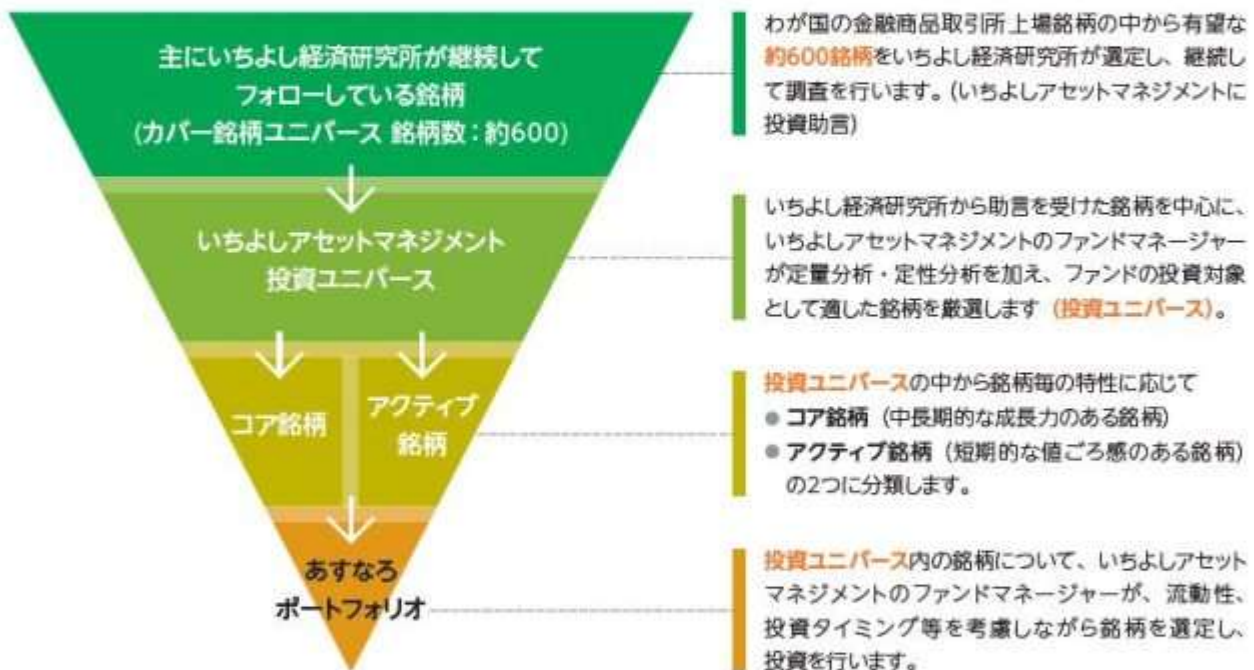 主にいちよし経済研究所が継続して
フォローしている銘柄
(カバー銘柄ユニバース 銘柄数：約600)
わが国の金融商品取引所上場銘柄の中から有望な
約600銘柄をいちよし経済研究所が選定し、継続し
て調査を行います。(いちよしアセットマネジメントに
投資助言)
いちよしアセットマネジメント
投資ユニバース
いちよし経済研究所から助言を受けた銘柄を中心に、
いちよしアセットマネジメントのファンドマネージャー
が定量分析・定性分析を加え、ファンドの投資対象
として適した銘柄を厳選します（投資ユニバース）。
コア銘柄
アクティブ
銘柄
投資ユニバースの中から銘柄毎の特性に応じて
● コア銘柄（中長期的な成長力のある銘柄）
● アクティブ銘柄（短期的な値ごろ感のある銘柄）
の2つに分類します。
あすなろ
ポートフォリオ
投資ユニバース内の銘柄について、いちよしアセット
マネジメントのファンドマネージャーが、流動性、
投資タイミング等を考慮しながら銘柄を選定し、
投資を行います。